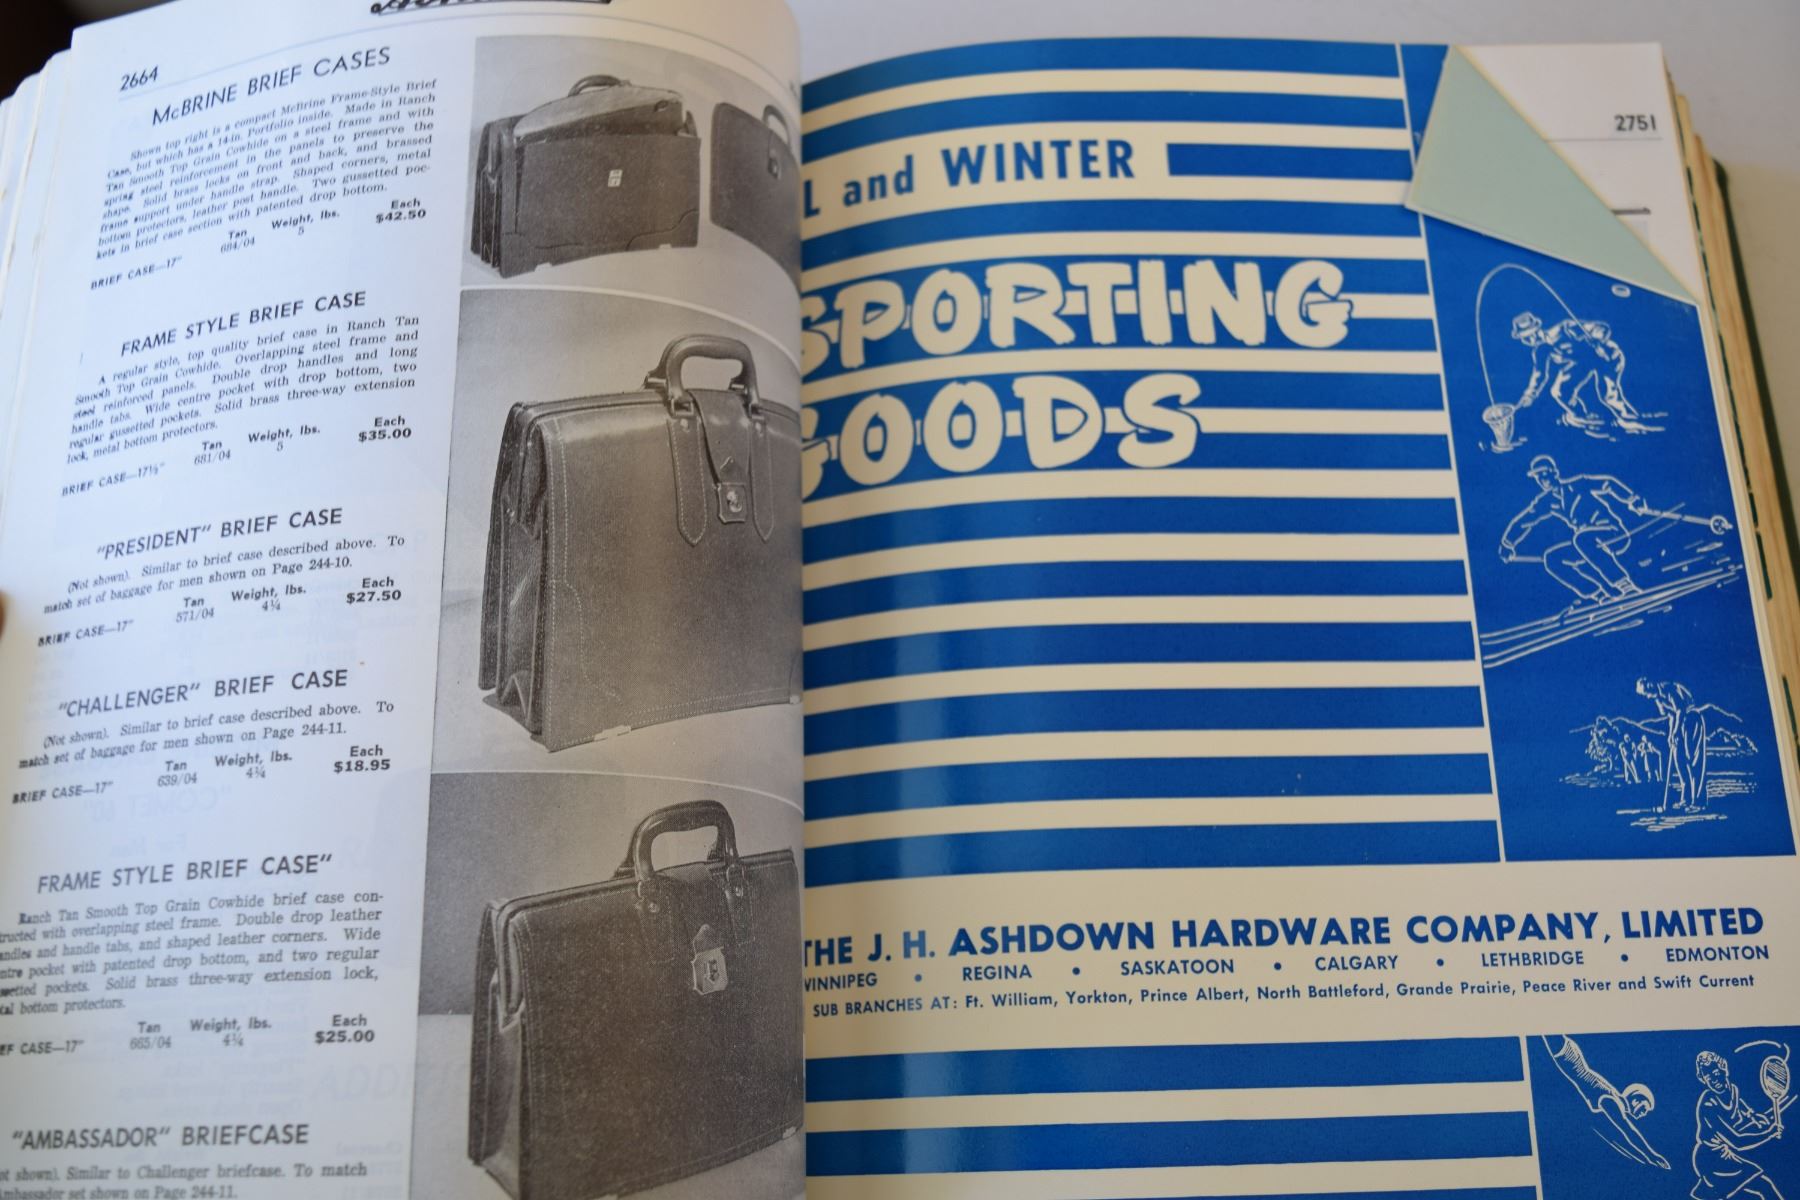 2664
McBRINE BRIEF CASES
Shown top right is a compact McBrine Frame-Style Brief
Case, but which has a 14-in. Portfolio inside. Made in Ranch
Tan Smooth Top Grain Cowhide on a steel frame and with
spring steel reinforcement in the panels to preserve the
shape. Solid brass locks on front and back, and brassed
frame support under handle strap. Shaped corners, metal
bottom protectors, leather post handle. Two gussetted poc-
kets in brief case section with patented drop bottom.
Tan Weight, lbs. Each
BRIEF CASE—17" 684/04 5 $42.50
FRAME STYLE BRIEF CASE
A regular style, top quality brief case in Ranch Tan
Smooth Top Grain Cowhide. Overlapping steel frame and
steel reinforced panels. Double drop handles and long
handle tabs. Wide centre pocket with drop bottom, two
regular gussetted pockets. Solid brass three-way extension
lock, metal bottom protectors.
Tan Weight, lbs. Each
BRIEF CASE—17½" 681/04 5 $35.00
"PRESIDENT" BRIEF CASE
(Not shown). Similar to brief case described above. To
match set of baggage for men shown on Page 244-10.
Tan Weight, lbs. Each
BRIEF CASE—17" 571/04 4¼ $27.50
"CHALLENGER" BRIEF CASE
(Not shown). Similar to brief case described above. To
match set of baggage for men shown on Page 244-11.
Tan Weight, lbs. Each
BRIEF CASE—17" 639/04 4¼ $18.95
FRAME STYLE BRIEF CASE"
Ranch Tan Smooth Top Grain Cowhide brief case con-
tructed with overlapping steel frame. Double drop leather
andles and handle tabs, and shaped leather corners. Wide
ntre pocket with patented drop bottom, and two regular
ssetted pockets. Solid brass three-way extension lock,
tal bottom protectors.
Tan Weight, lbs. Each
EF CASE—17" 665/04 4¼ $25.00
"AMBASSADOR" BRIEFCASE
ot shown). Similar to Challenger briefcase. To match
mbassador set shown on Page 244-11.
2751
L and WINTER
SPORTING
GOODS
THE J. H. ASHDOWN HARDWARE COMPANY, LIMITED
WINNIPEG • REGINA • SASKATOON • CALGARY • LETHBRIDGE • EDMONTON
SUB BRANCHES AT: Ft. William, Yorkton, Prince Albert, North Battleford, Grande Prairie, Peace River and Swift Current